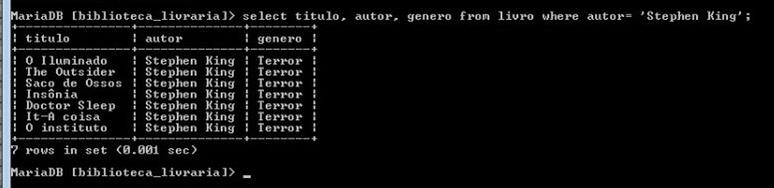 MariaDB [biblioteca_livraria]> select titulo, autor, genero from livro where autor= 'Stephen King';
+---------------+--------------+--------+
| titulo | autor | genero |
+---------------+--------------+--------+
| O Iluminado | Stephen King | Terror |
| The Outsider | Stephen King | Terror |
| Saco de Ossos | Stephen King | Terror |
| Insônia | Stephen King | Terror |
| Doctor Sleep | Stephen King | Terror |
| It-A coisa | Stephen King | Terror |
| O instituto | Stephen King | Terror |
+---------------+--------------+--------+
7 rows in set (0.001 sec)
MariaDB [biblioteca_livraria]> _